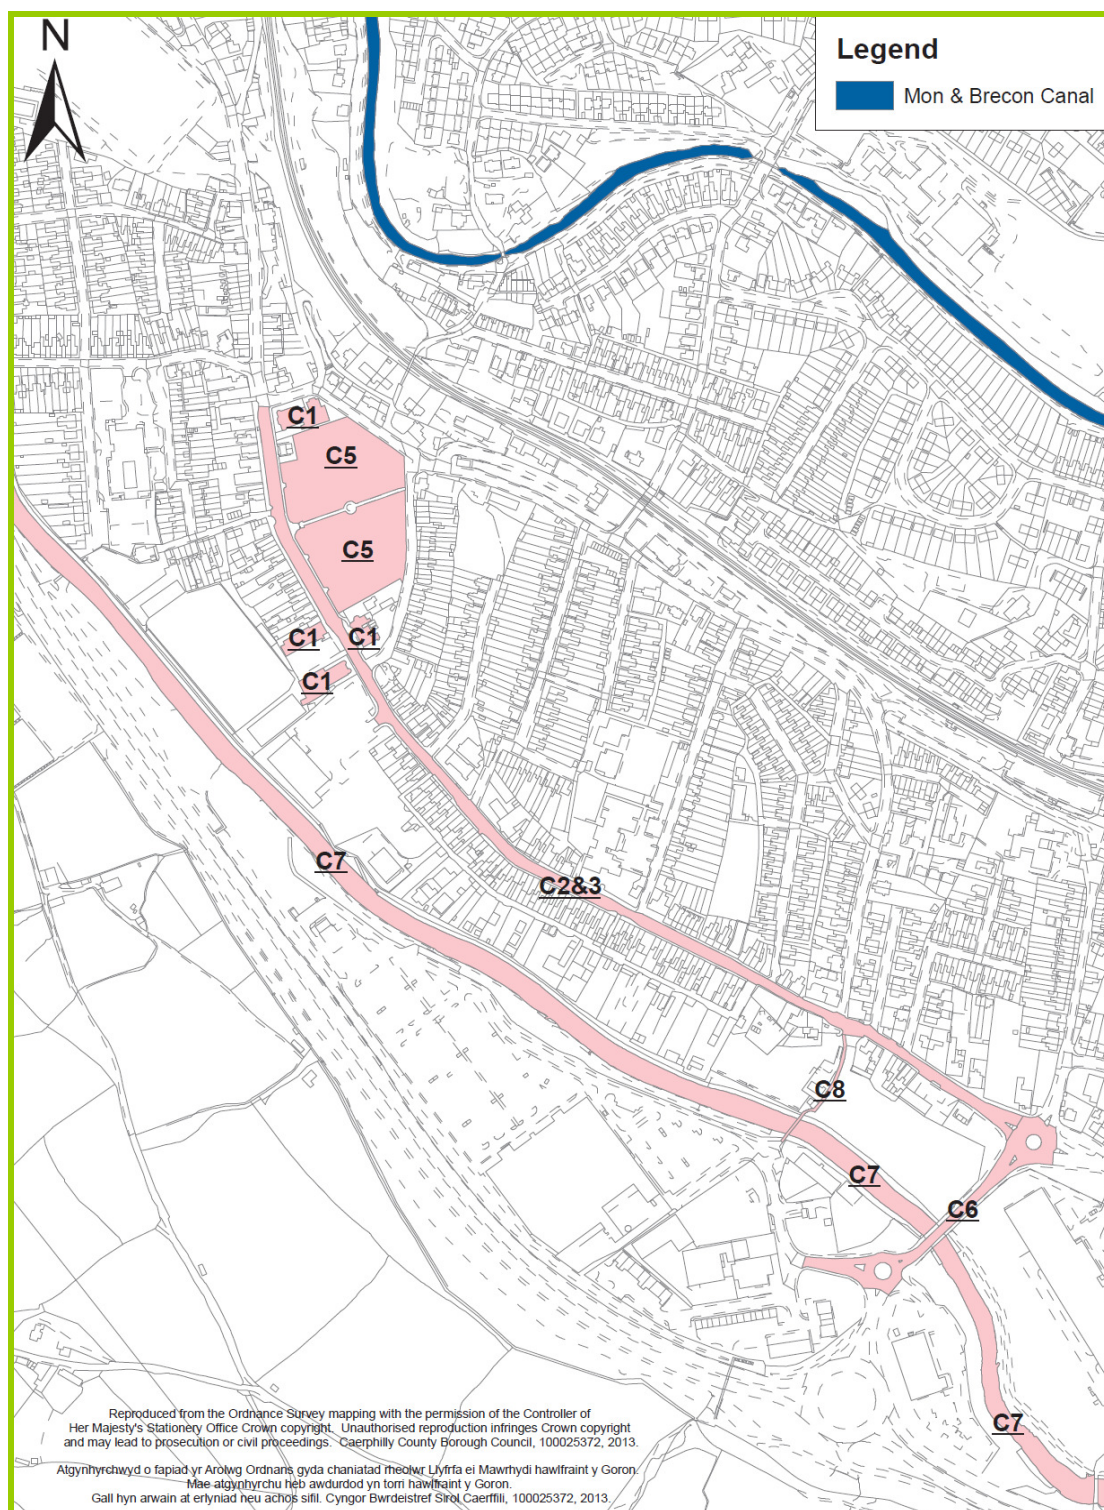 N
Legend
Mon & Brecon Canal
C1
C5
C5
C1
C1
C1
C7
C2&3
C8
C7
C6
C7
Reproduced from the Ordnance Survey mapping with the permission of the Controller of
Her Majesty's Stationery Office Crown copyright. Unauthorised reproduction infringes Crown copyright
and may lead to prosecution or civil proceedings. Caerphilly County Borough Council, 100025372, 2013.
Atgynhyrchwyd o fapiad yr Arolwg Ordnans gyda chaniatad rheolwr Llyfrfa ei Mawrhydi hawlfraint y Goron.
Mae atgynhyrchu heb awdurdod yn torri hawlfraint y Goron.
Gall hyn arwain at erlyniad neu achos sifil. Cyngor Bwrdeistref Sirol Caerffili, 100025372, 2013.